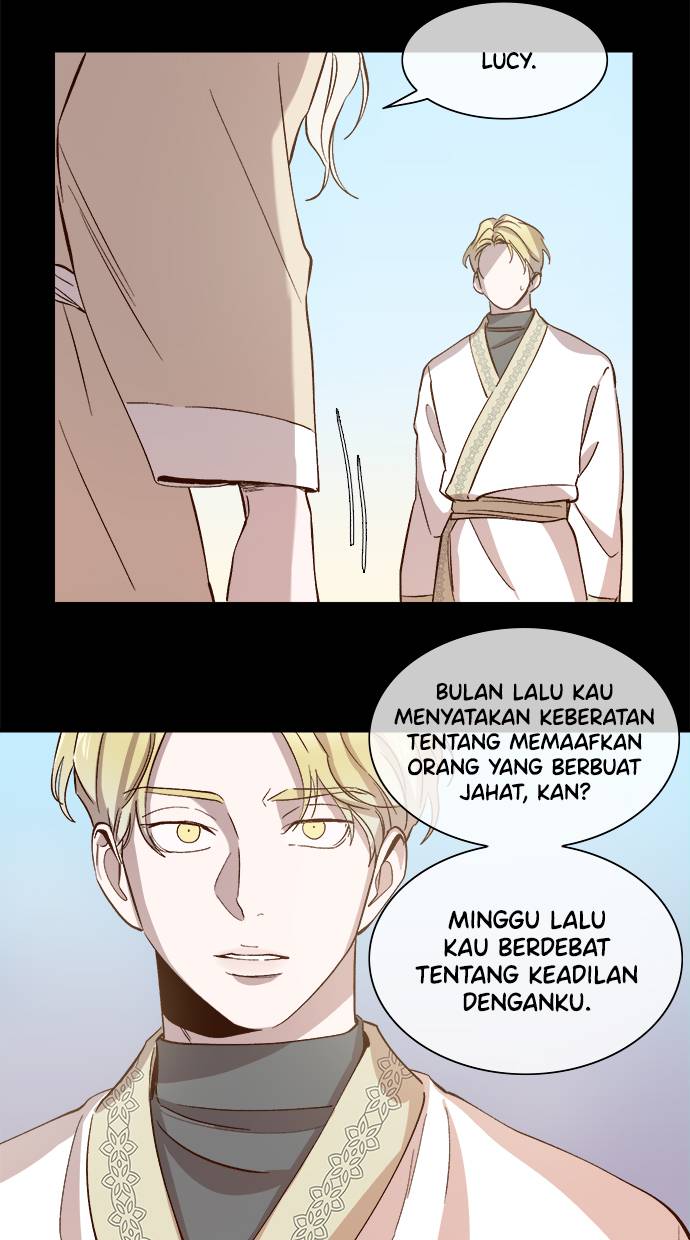 LUCY.
BULAN LALU KAU
MENYATAKAN KEBERATAN
TENTANG MEMAAFKAN
ORANG YANG BERBUAT
JAHAT, KAN?
MINGGU LALU
KAU BERDEBAT
TENTANG KEADILAN
DENGANKU.